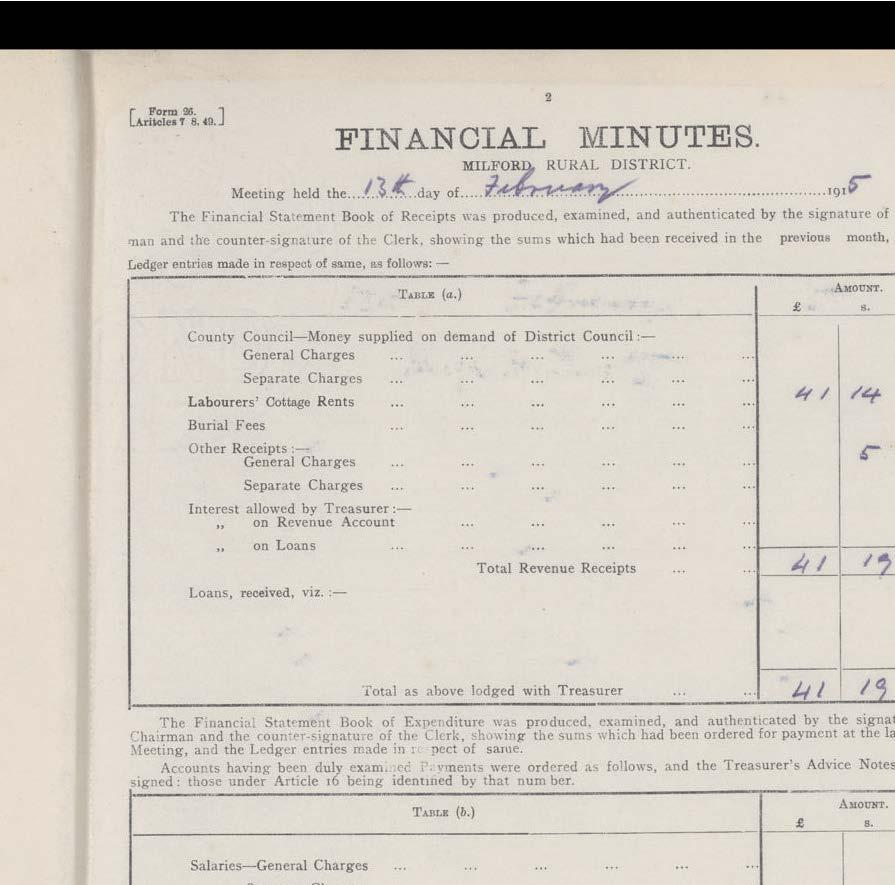 2
[ Form 26.
Aritcles 7 8. 49. ]
FINANCIAL MINUTES.
MILFORD RURAL DISTRICT.
Meeting held the...13th...day of....February...........1915
The Financial Statement Book of Receipts was produced, examined, and authenticated by the signature of
man and the counter-signature of the Clerk, showing the sums which had been received in the previous month,
Ledger entries made in respect of same, as follows: —
TABLE (a.) AMOUNT.
£ s.
County Council—Money supplied on demand of District Council :—
General Charges ... ... ... ... ... ...
Separate Charges ... ... ... ... ... ...
Labourers' Cottage Rents ... ... ... ... ... ... 41 14
Burial Fees ... ... ... ... ... ...
Other Receipts :—
General Charges ... ... ... ... ... ... 5
Separate Charges ... ... ... ... ... ...
Interest allowed by Treasurer :—
„ on Revenue Account ... ... ... ... ...
„ on Loans ... ... ... ... ... ...
Total Revenue Receipts ... ... 41 19
Loans, received, viz. :—
Total as above lodged with Treasurer ... ... 41 19
The Financial Statement Book of Expenditure was produced, examined, and authenticated by the signat
Chairman and the counter-signature of the Clerk, showing the sums which had been ordered for payment at the la
Meeting, and the Ledger entries made in respect of same.
Accounts having been duly examined Payments were ordered as follows, and the Treasurer's Advice Notes
signed : those under Article 16 being identined by that num ber.
TABLE (b.) AMOUNT.
£ s.
Salaries—General Charges ... ... ... ... ... ...